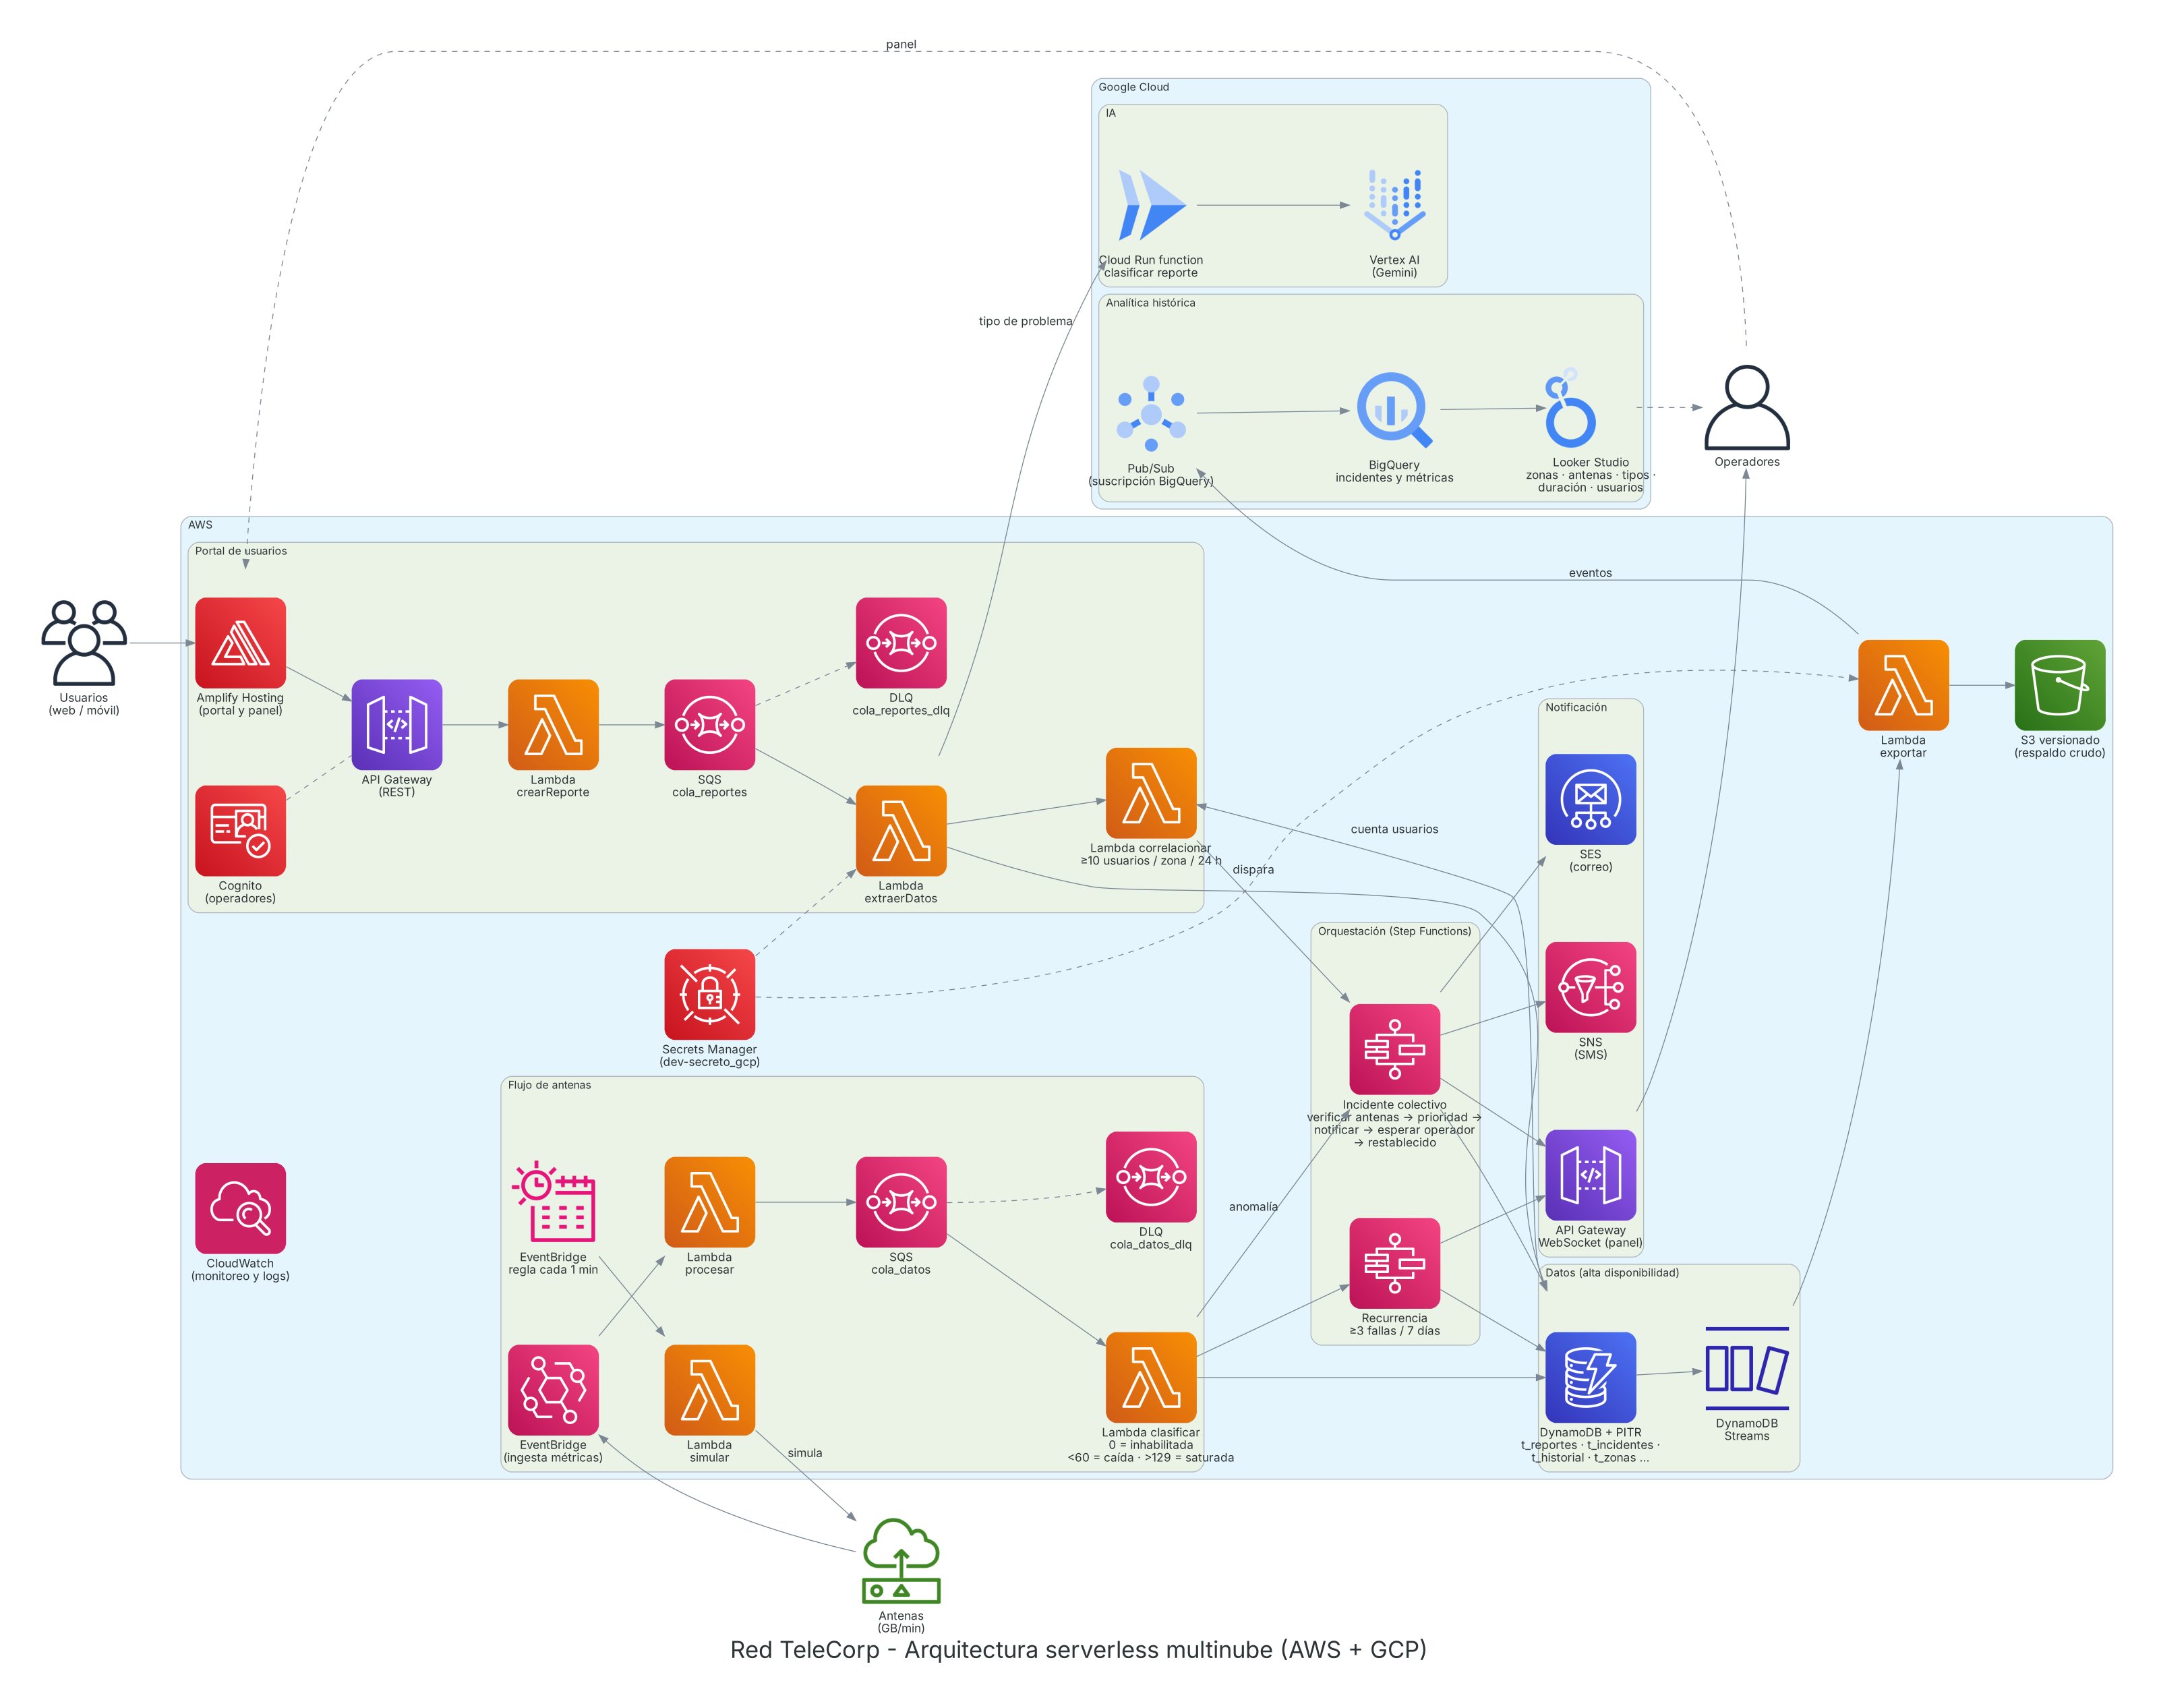 panel
Google Cloud
IA
Cloud Run function
clasificar reporte
Vertex AI
(Gemini)
tipo de problema
Analítica histórica
Pub/Sub
(suscripción BigQuery)
BigQuery
incidentes y métricas
Looker Studio
zonas · antenas · tipos ·
duración · usuarios
Operadores
AWS
Portal de usuarios
eventos
Usuarios
(web / móvil)
Amplify Hosting
(portal y panel)
API Gateway
(REST)
Lambda
crearReporte
SQS
cola_reportes
DLQ
cola_reportes_dlq
Cognito
(operadores)
Lambda
extraerDatos
Lambda correlacionar
≥10 usuarios / zona / 24 h
cuenta usuarios
dispara
Notificación
SES
(correo)
SNS
(SMS)
API Gateway
WebSocket (panel)
Lambda
exportar
S3 versionado
(respaldo crudo)
Secrets Manager
(dev-secreto_gcp)
Orquestación (Step Functions)
Incidente colectivo
verificar antenas → prioridad →
notificar → esperar operador
→ restablecido
Recurrencia
≥3 fallas / 7 días
anomalía
CloudWatch
(monitoreo y logs)
Flujo de antenas
EventBridge
regla cada 1 min
Lambda
procesar
SQS
cola_datos
DLQ
cola_datos_dlq
EventBridge
(ingesta métricas)
Lambda
simular
simula
Lambda clasificar
0 = inhabilitada
<60 = caída · >129 = saturada
Datos (alta disponibilidad)
DynamoDB + PITR
t_reportes · t_incidentes ·
t_historial · t_zonas ...
DynamoDB
Streams
Antenas
(GB/min)
Red TeleCorp - Arquitectura serverless multinube (AWS + GCP)